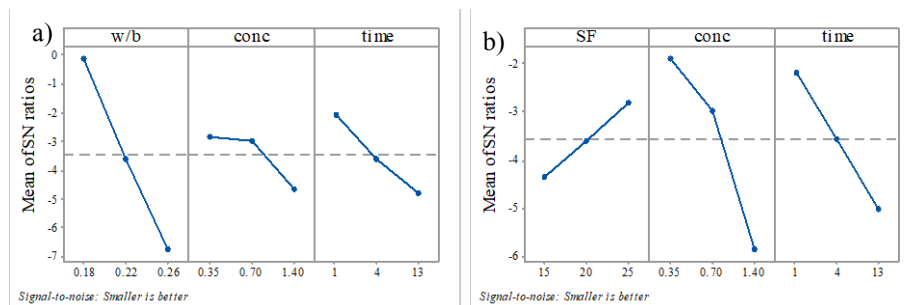 a)
w/b conc time
Mean of SN ratios
0
-1
-2
-3
-4
-5
-6
-7
0.18 0.22 0.26 0.35 0.70 1.40 1 4 13
Signal-to-noise: Smaller is better
b)
SF conc time
Mean of SN ratios
-2
-3
-4
-5
-6
15 20 25 0.35 0.70 1.40 1 4 13
Signal-to-noise: Smaller is better